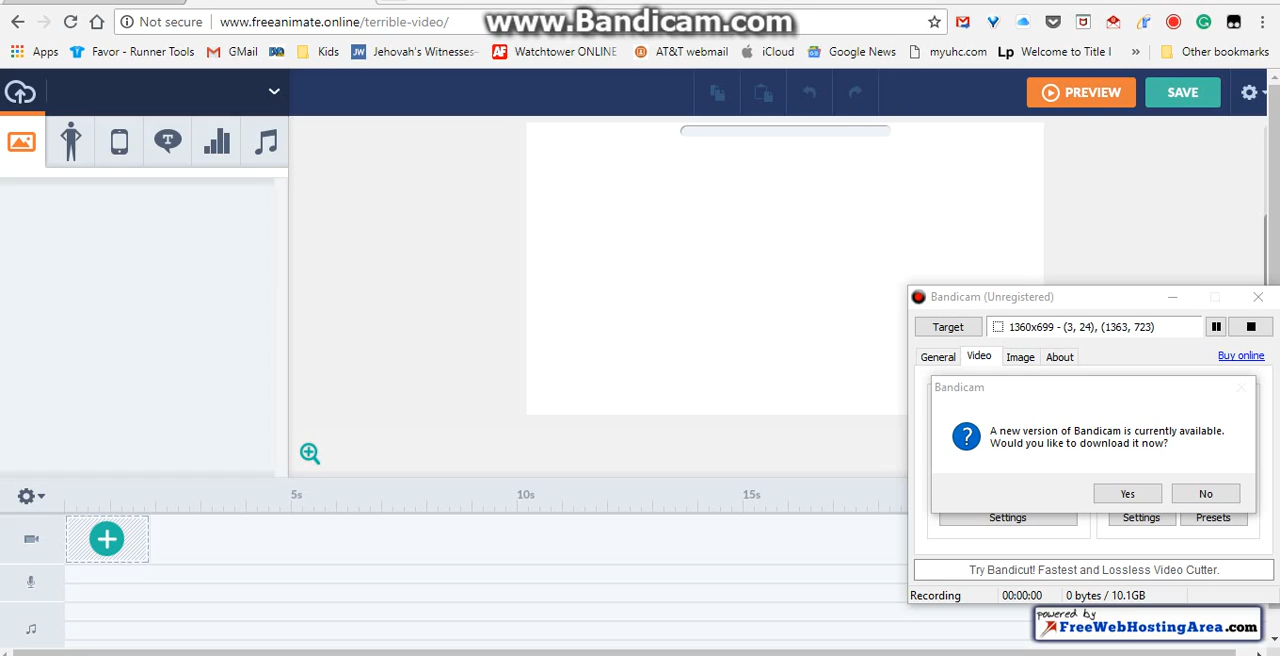 www.Bandicam.com
Not secure www.freeanimate.online/terrible-video/
Apps Favor - Runner Tools GMail Kids Jehovah's Witnesses- Watchtower ONLINE AT&T webmail iCloud Google News myuhc.com Lp Welcome to Title I » Other bookmarks
PREVIEW SAVE
T
Bandicam (Unregistered)
Target 1360x699 - (3, 24), (1363, 723)
General Video Image About Buy online
Bandicam
A new version of Bandicam is currently available.
Would you like to download it now?
Yes No
Settings Settings Presets
5s 10s 15s
Try Bandicut! Fastest and Lossless Video Cutter.
Recording 00:00:00 0 bytes / 10.1GB
powered by
FreeWebHostingArea.com